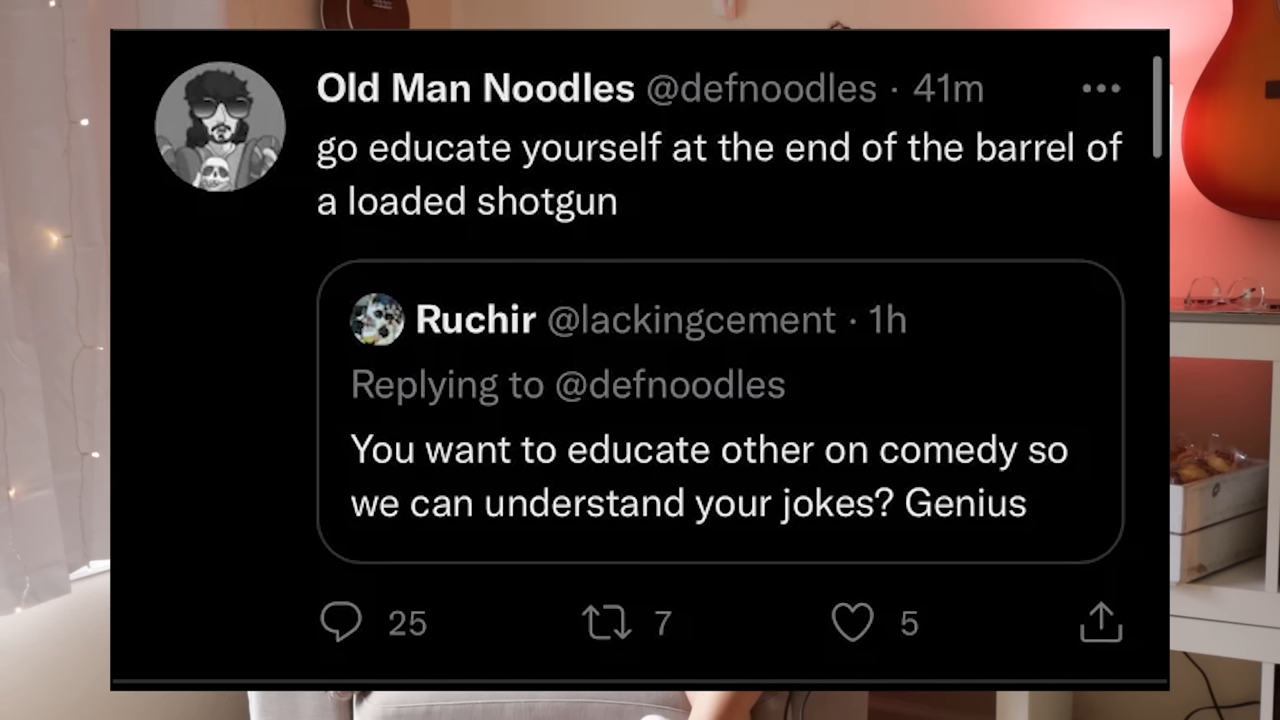 Old Man Noodles @defnoodles · 41m
go educate yourself at the end of the barrel of
a loaded shotgun
Ruchir @lackingcement · 1h
Replying to @defnoodles
You want to educate other on comedy so
we can understand your jokes? Genius
25 7 5